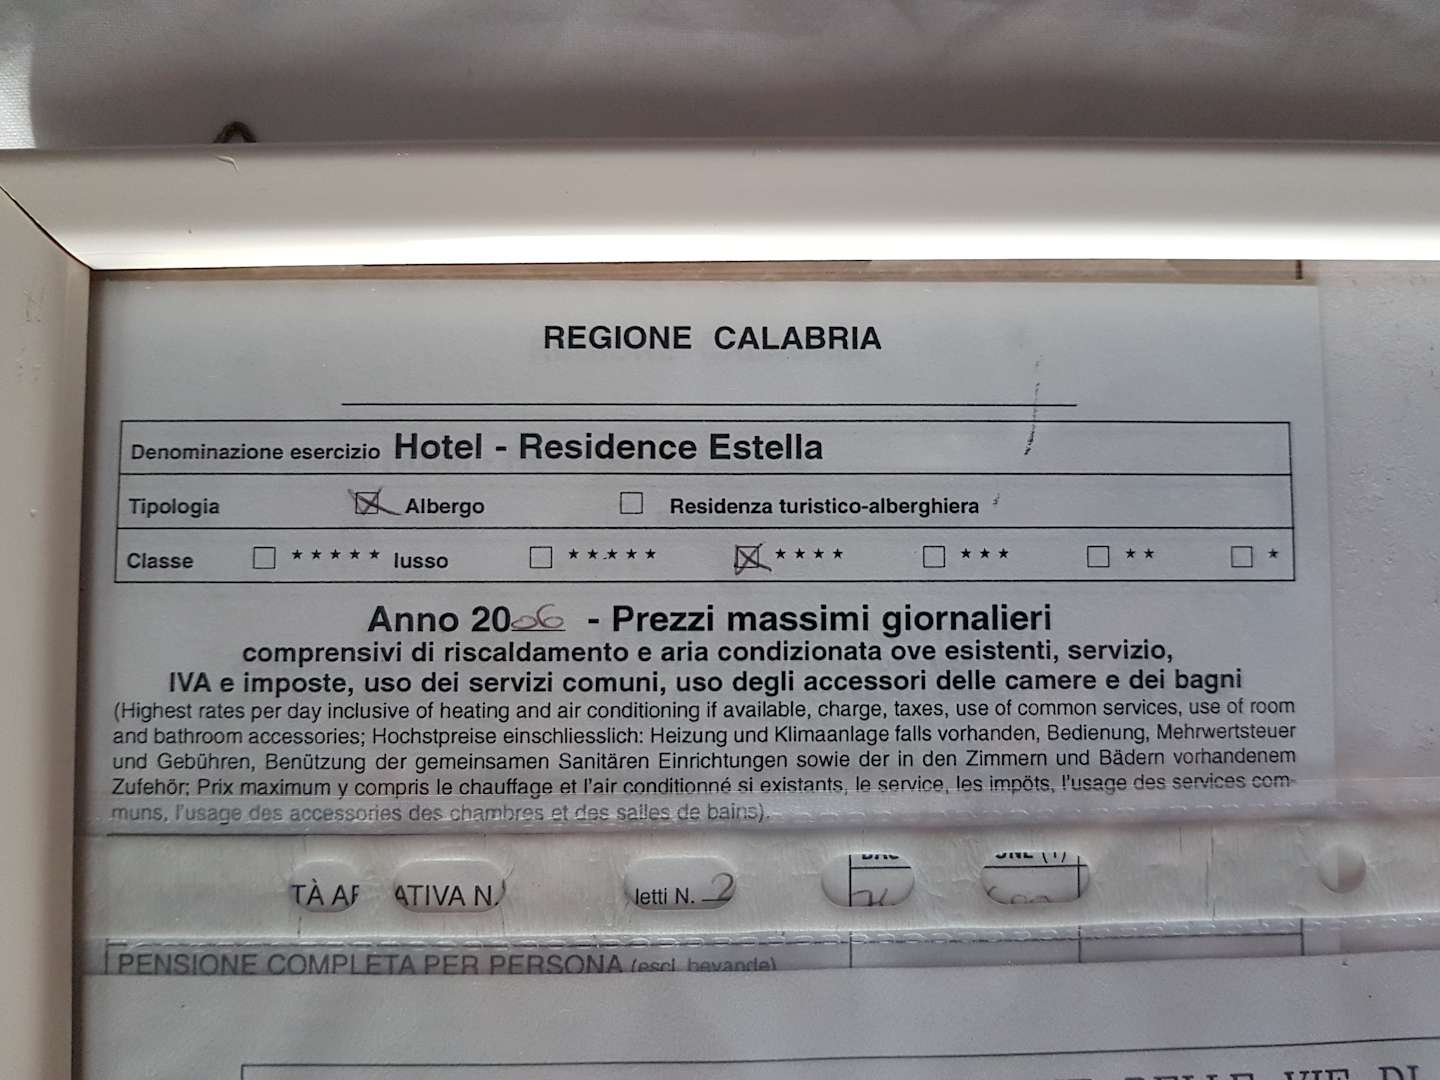 REGIONE CALABRIA
Denominazione esercizio Hotel - Residence Estella
Tipologia Albergo Residenza turistico-alberghiera
Classe ★★★★★ lusso ★★★★★ ★★★★ ★★★ ★★ ★
Anno 2006 - Prezzi massimi giornalieri
comprensivi di riscaldamento e aria condizionata ove esistenti, servizio,
IVA e imposte, uso dei servizi comuni, uso degli accessori delle camere e dei bagni
(Highest rates per day inclusive of heating and air conditioning if available, charge, taxes, use of common services, use of room
and bathroom accessories; Hochstpreise einschliesslich: Heizung und Klimaanlage falls vorhanden, Bedienung, Mehrwertsteuer
und Gebühren, Benützung der gemeinsamen Sanitären Einrichtungen sowie der in den Zimmern und Bädern vorhandenem
Zufehör; Prix maximum y compris le chauffage et l'air conditionné si existants, le service, les impôts, l'usage des services com-
muns, l'usage des accessories des chambres et des salles de bains).
TÀ ATIVA N. letti N. 2
PENSIONE COMPLETA PER PERSONA (escl. bevande)
VIE DI